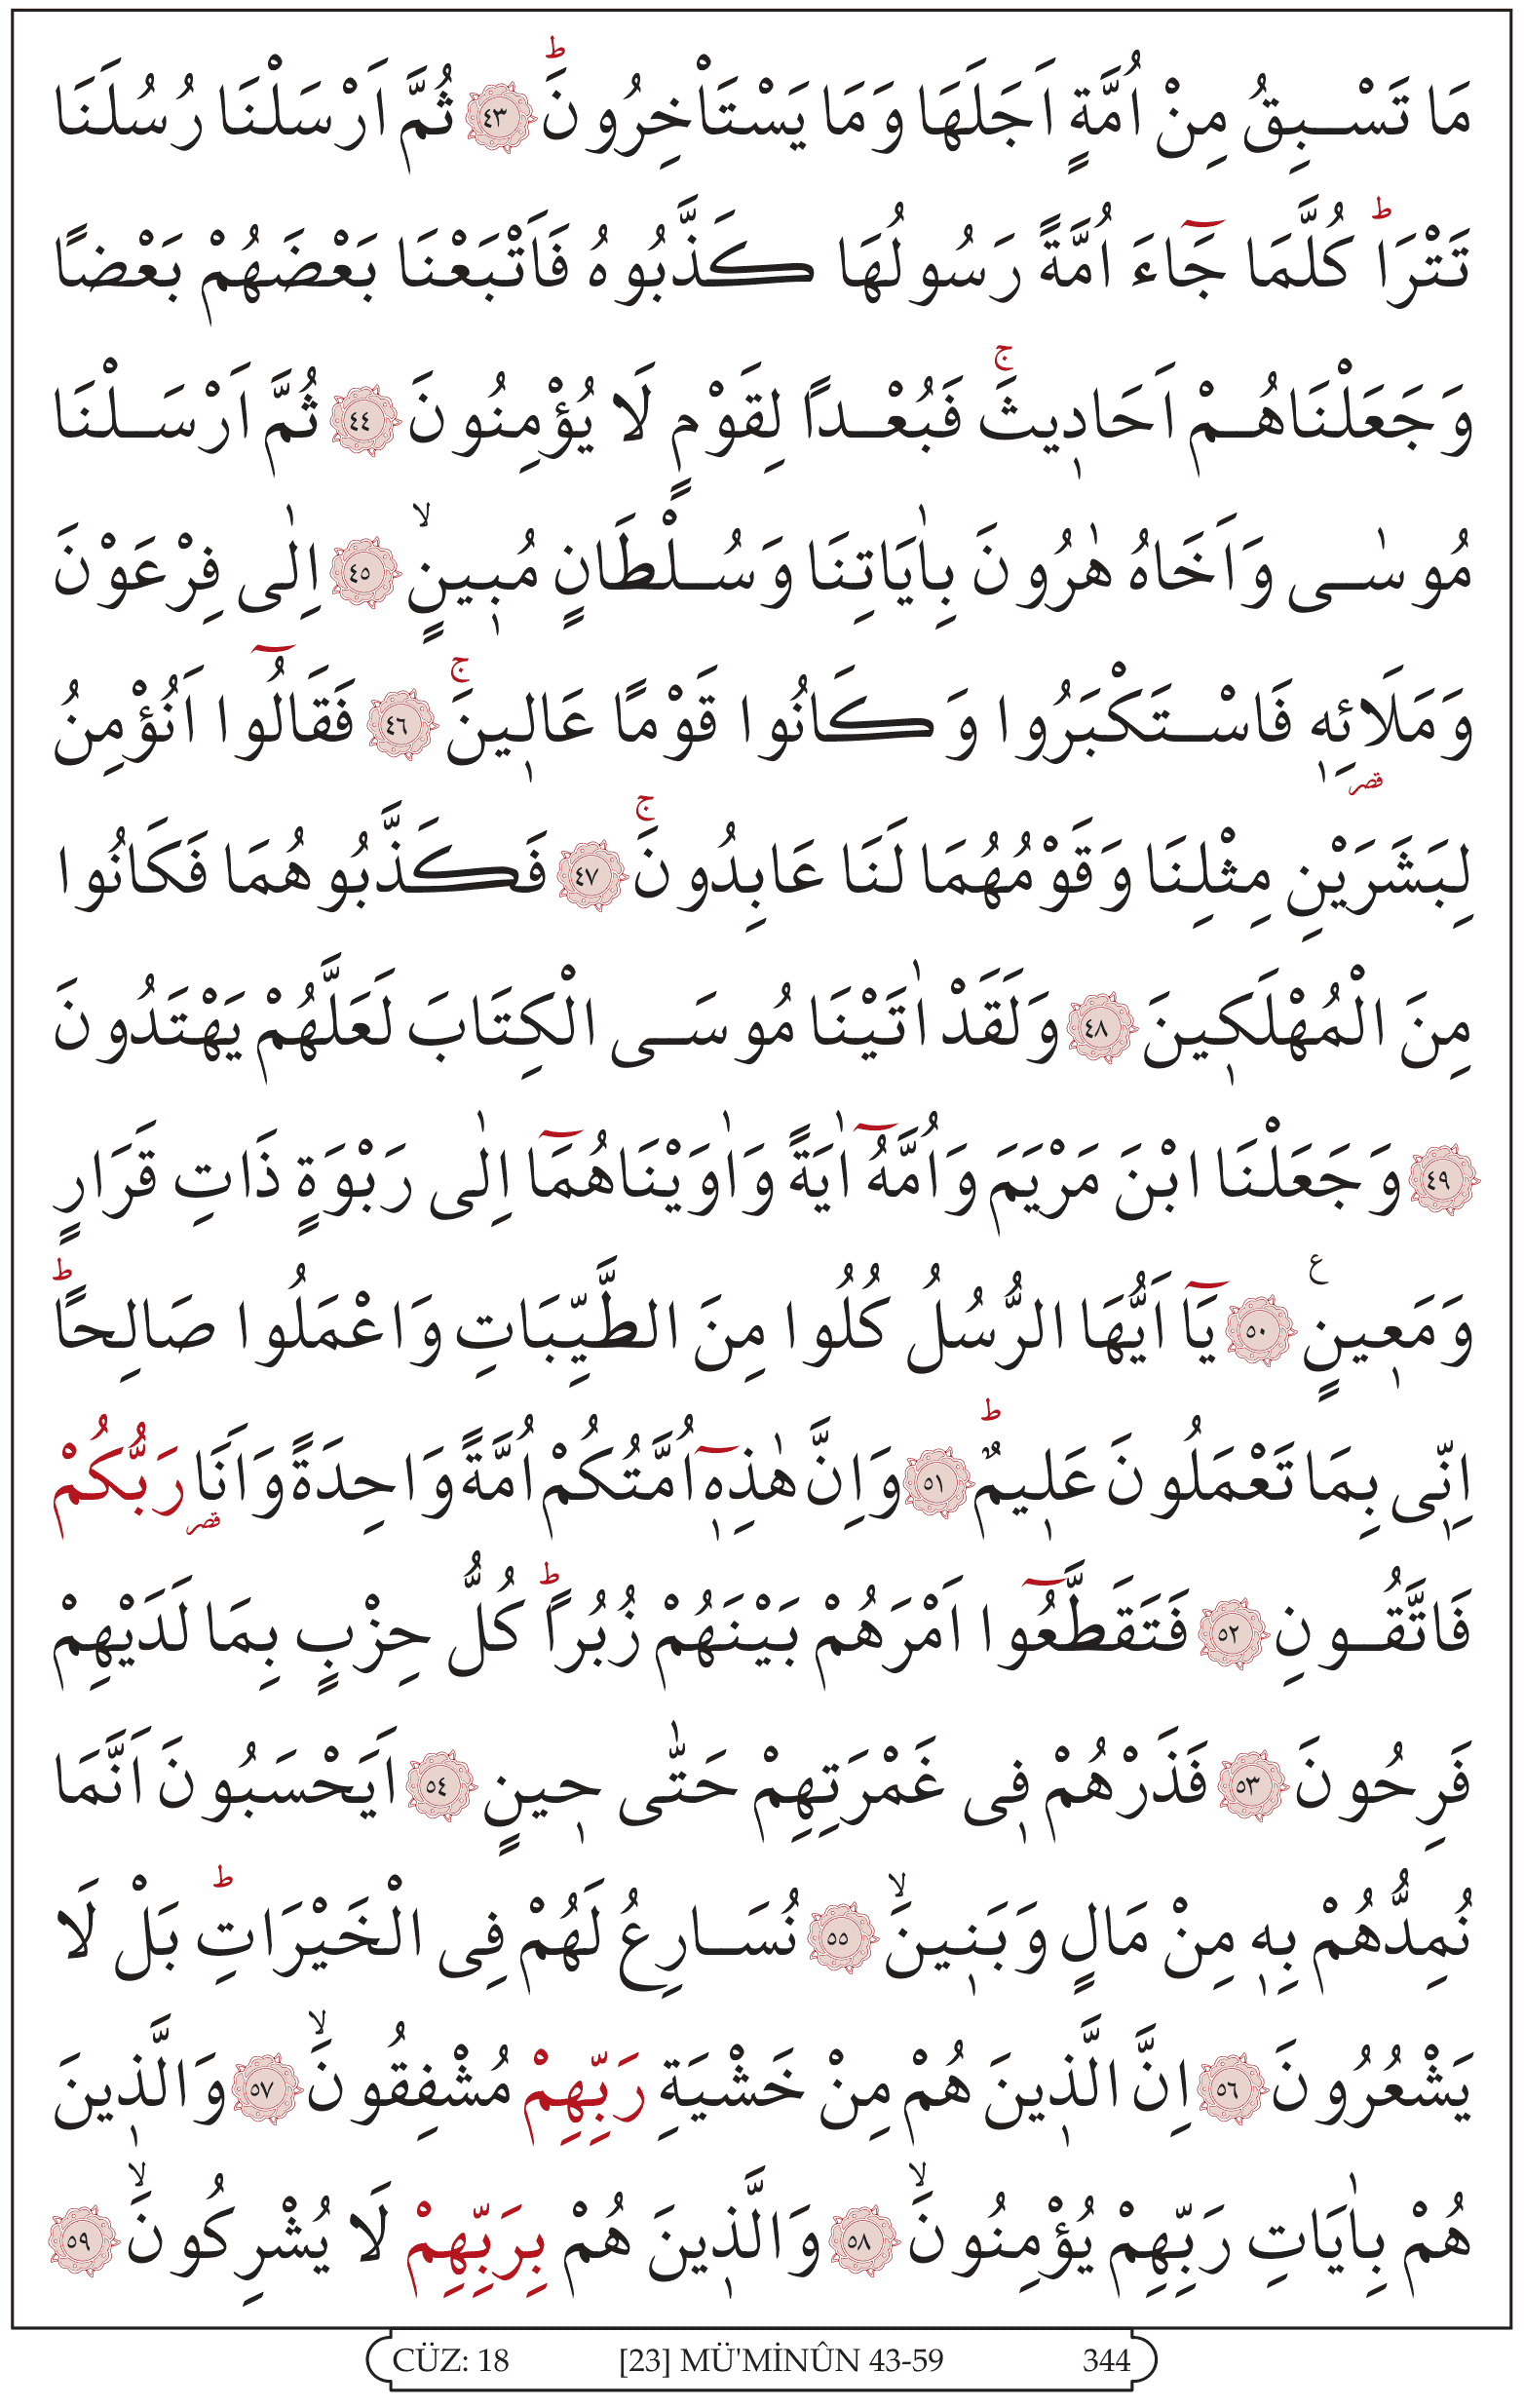 مَا تَسْبِقُ مِنْ اُمَّةٍ اَجَلَهَا وَمَا يَسْتَاْخِرُونَۜ ﴿٤٣﴾ ثُمَّ اَرْسَلْنَا رُسُلَنَا
تَتْرَاۜ كُلَّمَا جَٓاءَ اُمَّةً رَسُولُهَا كَذَّبُوهُ فَاَتْبَعْنَا بَعْضَهُمْ بَعْضًا
وَجَعَلْنَاهُمْ اَحَاد۪يثَۚ فَبُعْدًا لِقَوْمٍ لَا يُؤْمِنُونَ ﴿٤٤﴾ ثُمَّ اَرْسَلْنَا
مُوسٰى وَاَخَاهُ هٰرُونَ بِاٰيَاتِنَا وَسُلْطَانٍ مُب۪ينٍۙ ﴿٤٥﴾ اِلٰى فِرْعَوْنَ
وَمَلَائِه۪ فَاسْتَكْبَرُوا وَكَانُوا قَوْمًا عَال۪ينَۚ ﴿٤٦﴾ فَقَالُٓوا اَنُؤْمِنُ
لِبَشَرَيْنِ مِثْلِنَا وَقَوْمُهُمَا لَنَا عَابِدُونَۚ ﴿٤٧﴾ فَكَذَّبُوهُمَا فَكَانُوا
مِنَ الْمُهْلَك۪ينَ ﴿٤٨﴾ وَلَقَدْ اٰتَيْنَا مُوسَى الْكِتَابَ لَعَلَّهُمْ يَهْتَدُونَ
﴿٤٩﴾ وَجَعَلْنَا ابْنَ مَرْيَمَ وَاُمَّهُٓ اٰيَةً وَاٰوَيْنَاهُمَٓا اِلٰى رَبْوَةٍ ذَاتِ قَرَارٍ
وَمَع۪ينٍ ع ﴿٥٠﴾ يَٓا اَيُّهَا الرُّسُلُ كُلُوا مِنَ الطَّيِّبَاتِ وَاعْمَلُوا صَالِحًاۜ
اِنّ۪ى بِمَا تَعْمَلُونَ عَل۪يمٌۜ ﴿٥١﴾ وَاِنَّ هٰذِه۪ٓ اُمَّتُكُمْ اُمَّةً وَاحِدَةً وَاَنَا۬ رَبُّكُمْ
فَاتَّقُونِ ﴿٥٢﴾ فَتَقَطَّعُٓوا اَمْرَهُمْ بَيْنَهُمْ زُبُرًاۜ كُلُّ حِزْبٍ بِمَا لَدَيْهِمْ
فَرِحُونَ ﴿٥٣﴾ فَذَرْهُمْ ف۪ى غَمْرَتِهِمْ حَتّٰى ح۪ينٍ ﴿٥٤﴾ اَيَحْسَبُونَ اَنَّمَا
نُمِدُّهُمْ بِه۪ مِنْ مَالٍ وَبَن۪ينَۙ ﴿٥٥﴾ نُسَارِعُ لَهُمْ فِى الْخَيْرَاتِۜ بَلْ لَا
يَشْعُرُونَ ﴿٥٦﴾ اِنَّ الَّذ۪ينَ هُمْ مِنْ خَشْيَةِ رَبِّهِمْ مُشْفِقُونَۙ ﴿٥٧﴾ وَالَّذ۪ينَ
هُمْ بِاٰيَاتِ رَبِّهِمْ يُؤْمِنُونَۙ ﴿٥٨﴾ وَالَّذ۪ينَ هُمْ بِرَبِّهِمْ لَا يُشْرِكُونَۙ ﴿٥٩﴾
CÜZ: 18 [23] MÜ'MİNÛN 43-59 344